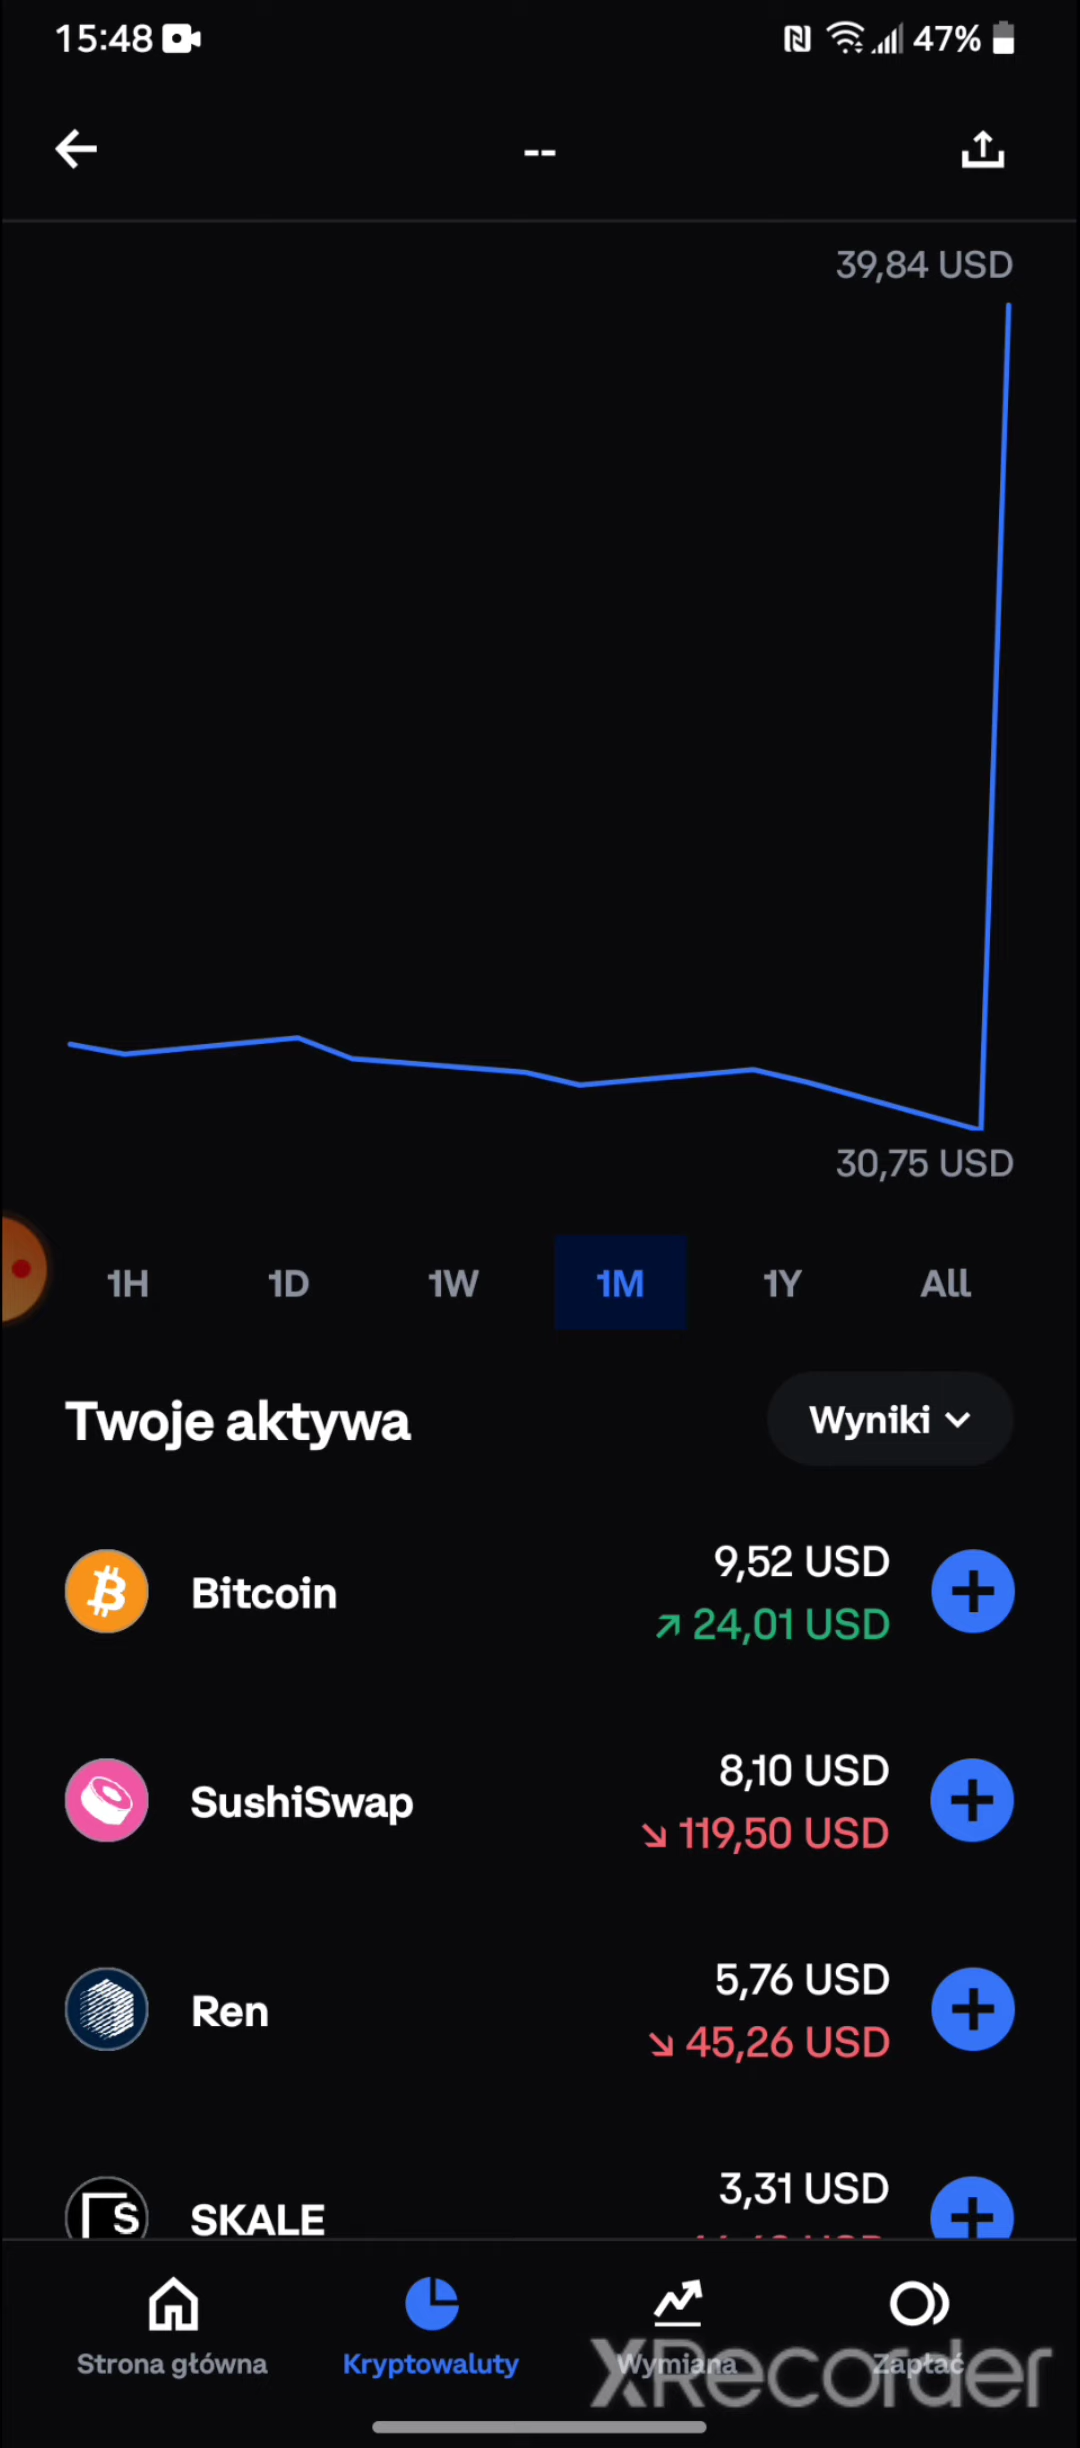 15:48 47%
--
39,84 USD
30,75 USD
1H 1D 1W 1M 1Y All
Twoje aktywa Wyniki
9,52 USD
Bitcoin
24,01 USD
8,10 USD
SushiSwap
119,50 USD
5,76 USD
Ren
45,26 USD
3,31 USD
SKALE
Strona główna Kryptowaluty Wymiana Zapłać
XRecorder